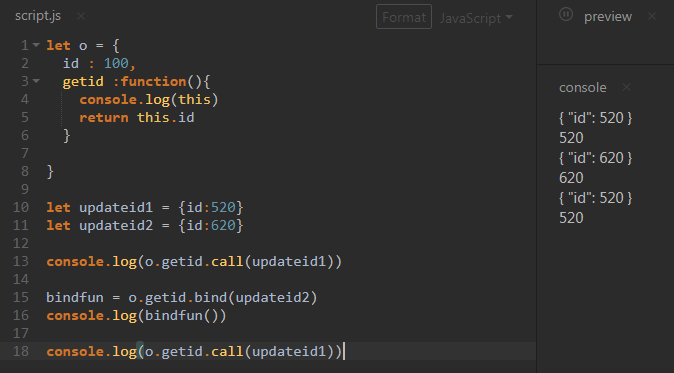 script.js
Format JavaScript
1 let o = {
2 id : 100,
3 getid :function(){
4 console.log(this)
5 return this.id
6 }
7
8 }
9
10 let updateid1 = {id:520}
11 let updateid2 = {id:620}
12
13 console.log(o.getid.call(updateid1))
14
15 bindfun = o.getid.bind(updateid2)
16 console.log(bindfun())
17
18 console.log(o.getid.call(updateid1))
preview
console
{ "id": 520 }
520
{ "id": 620 }
620
{ "id": 520 }
520